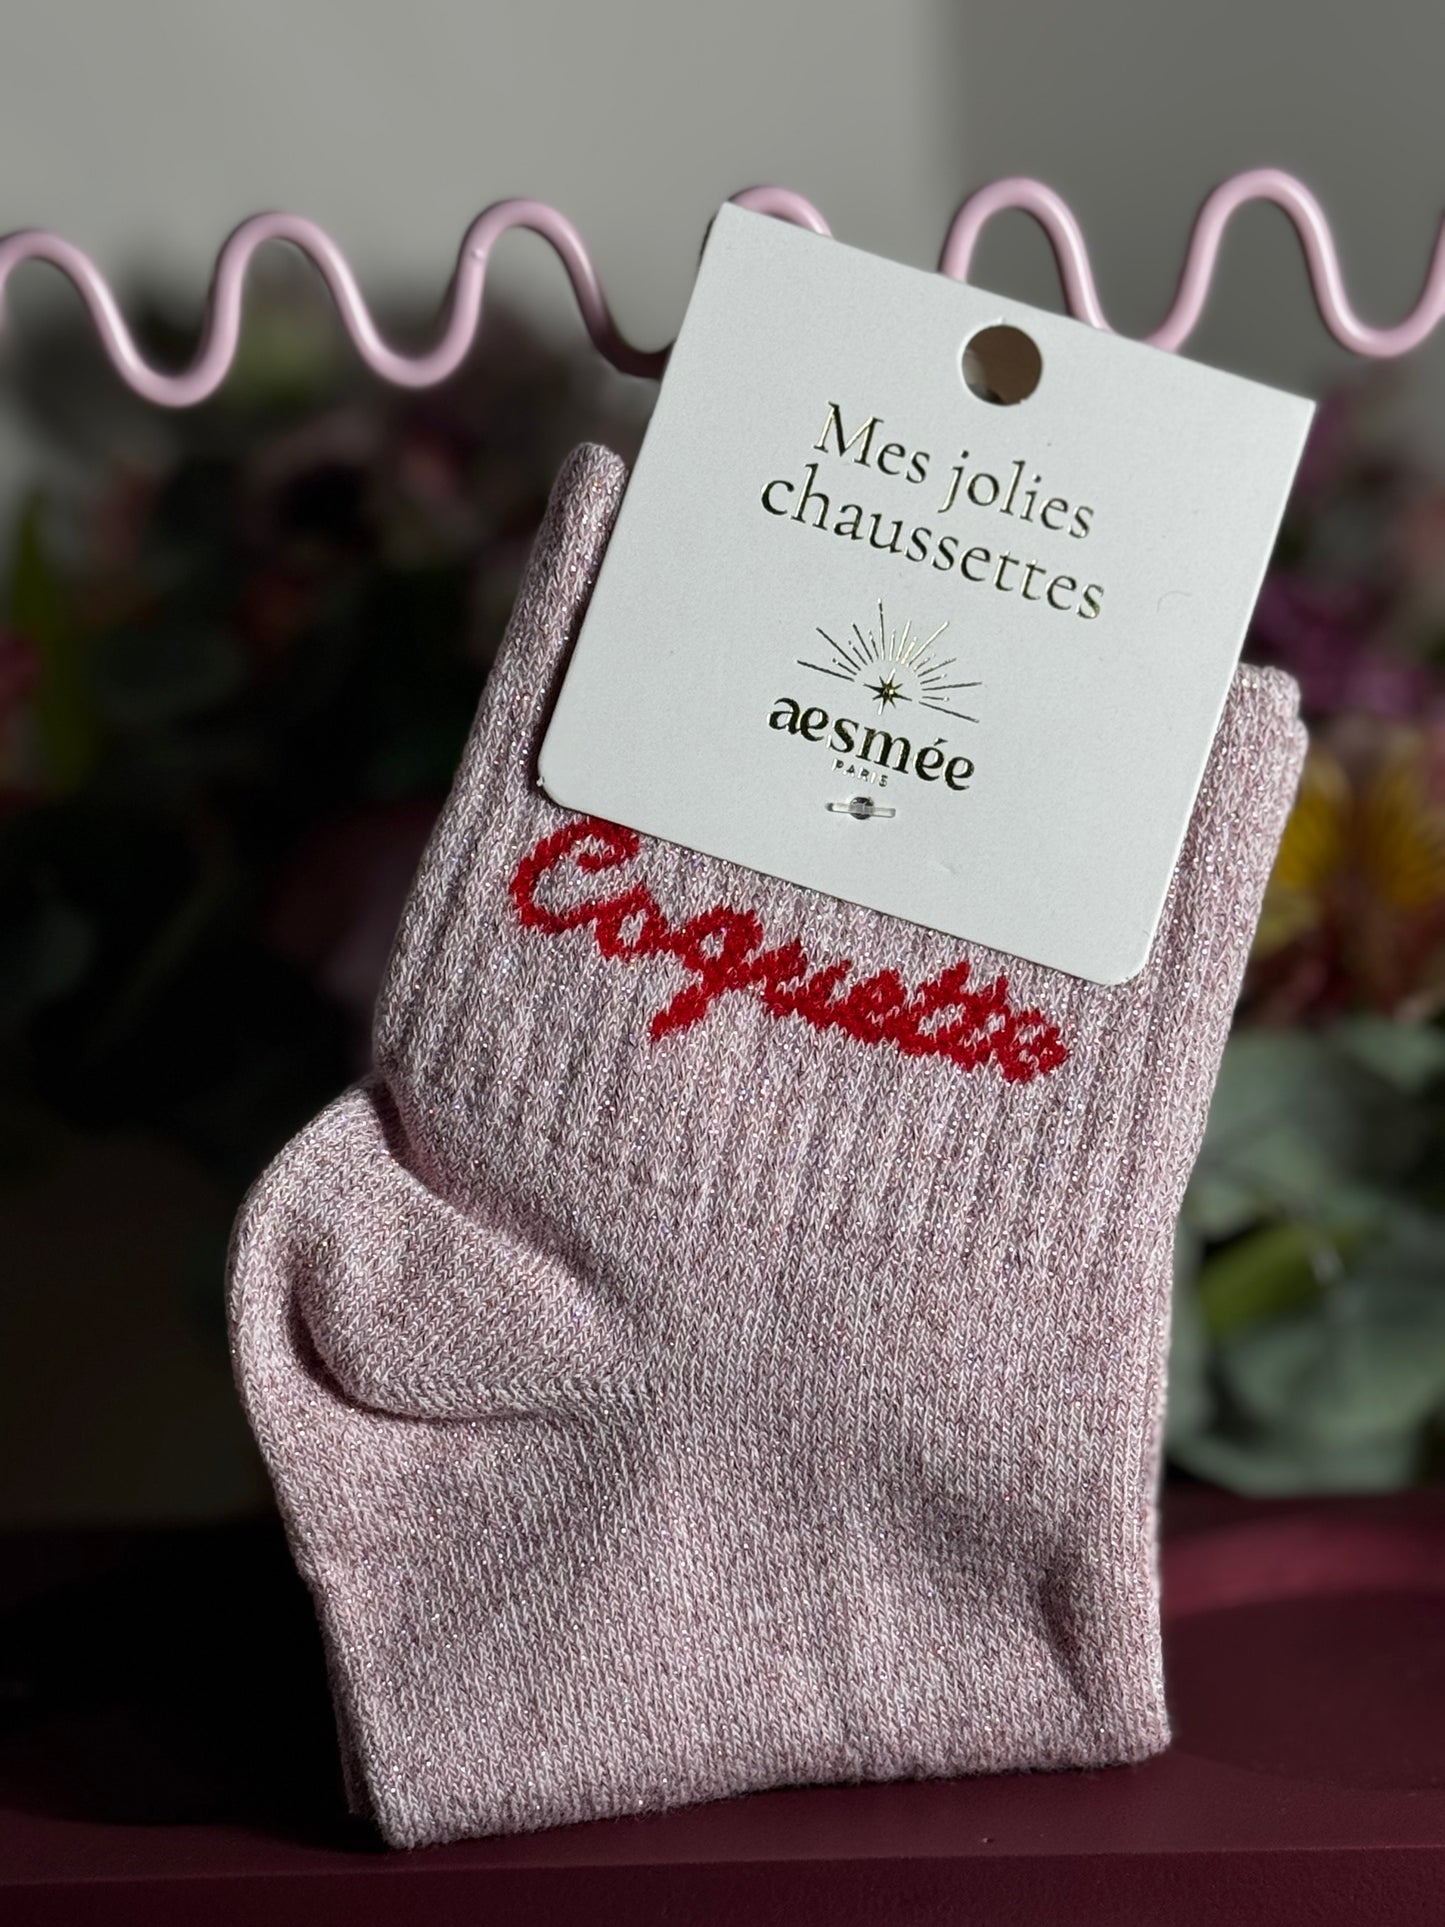 Mes jolies
chaussettes
aesmée
PARIS
Coquette